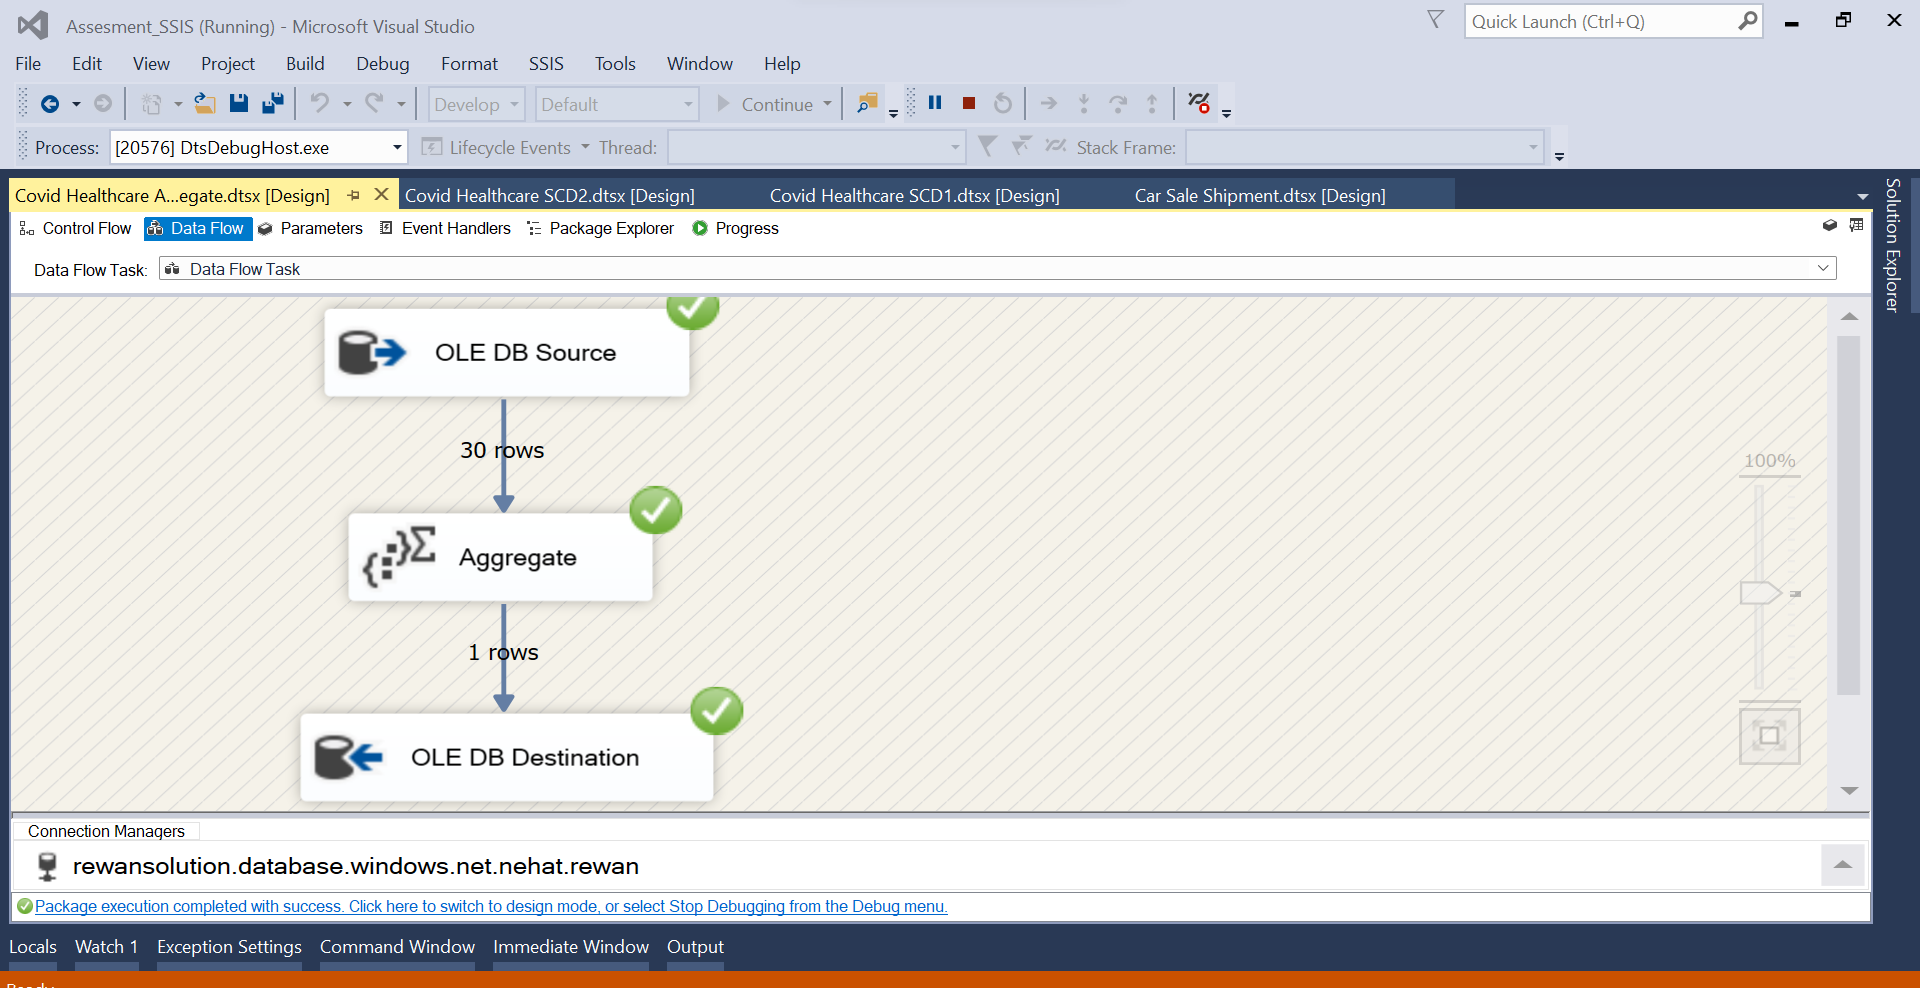 Assesment_SSIS (Running) - Microsoft Visual Studio
Quick Launch (Ctrl+Q)
File Edit View Project Build Debug Format SSIS Tools Window Help
Develop Default Continue
Process: [20576] DtsDebugHost.exe Lifecycle Events Thread: Stack Frame:
Covid Healthcare A...egate.dtsx [Design] Covid Healthcare SCD2.dtsx [Design] Covid Healthcare SCD1.dtsx [Design] Car Sale Shipment.dtsx [Design]
Solution Explorer
Control Flow Data Flow Parameters Event Handlers Package Explorer Progress
Data Flow Task: Data Flow Task
OLE DB Source
30 rows
100%
Aggregate
1 rows
OLE DB Destination
Connection Managers
rewansolution.database.windows.net.nehat.rewan
Package execution completed with success. Click here to switch to design mode, or select Stop Debugging from the Debug menu.
Locals Watch 1 Exception Settings Command Window Immediate Window Output
Ready